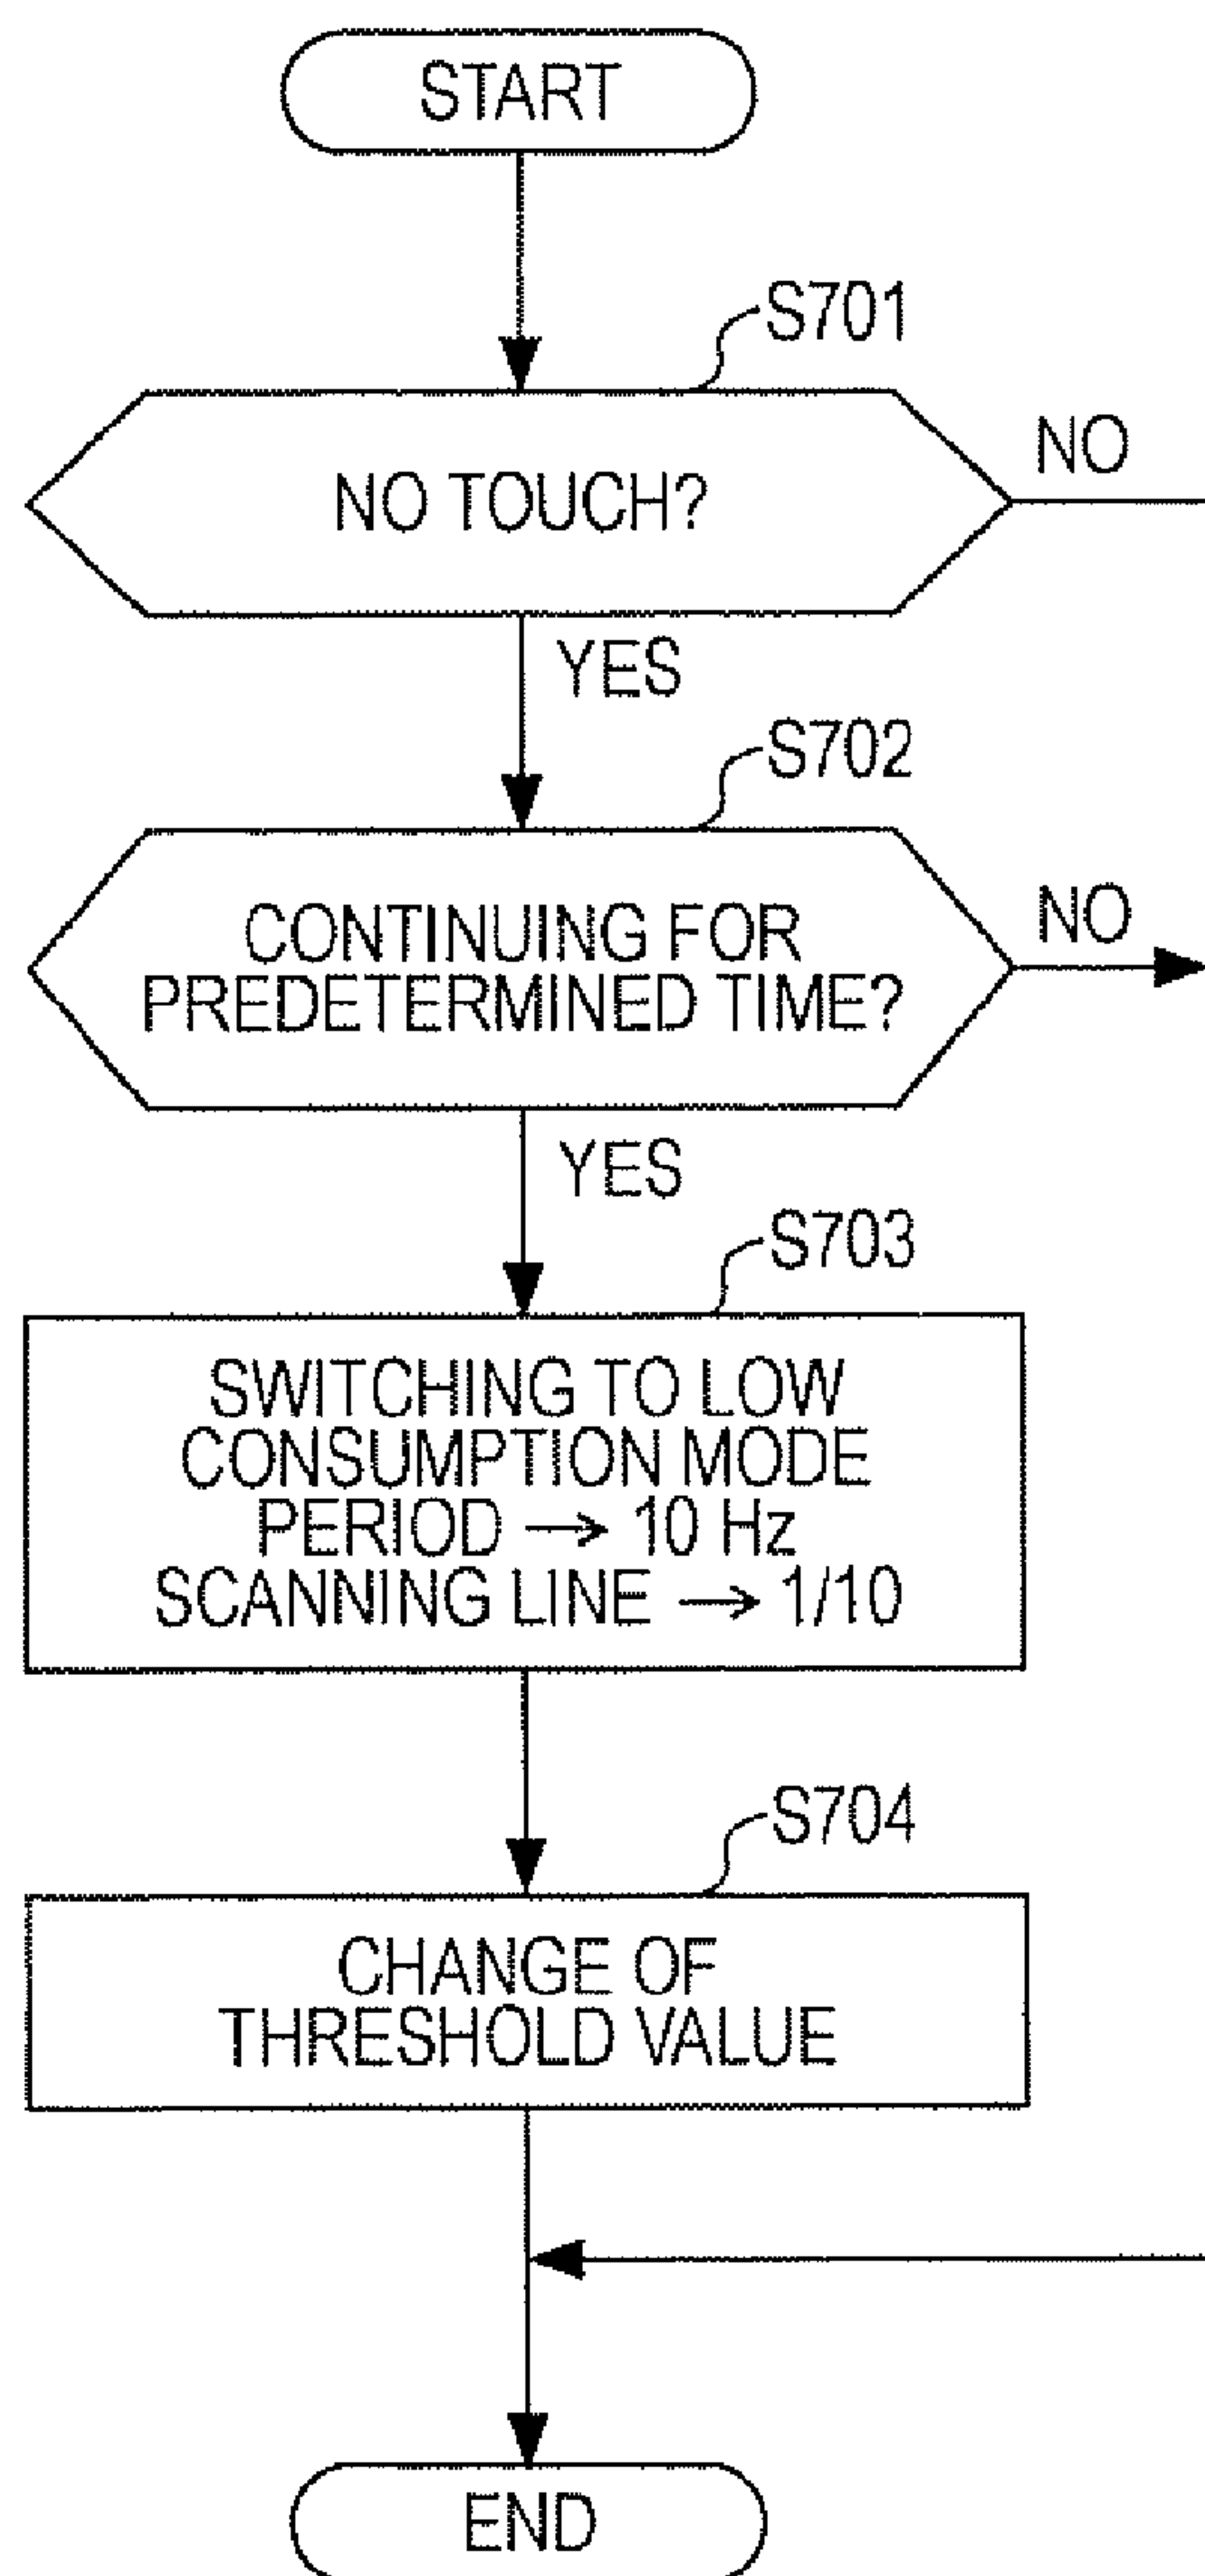 START
S701
NO TOUCH?
NO
YES
S702
CONTINUING FOR
PREDETERMINED TIME?
NO
YES
S703
SWITCHING TO LOW
CONSUMPTION MODE
PERIOD → 10 Hz
SCANNING LINE → 1/10
S704
CHANGE OF
THRESHOLD VALUE
END